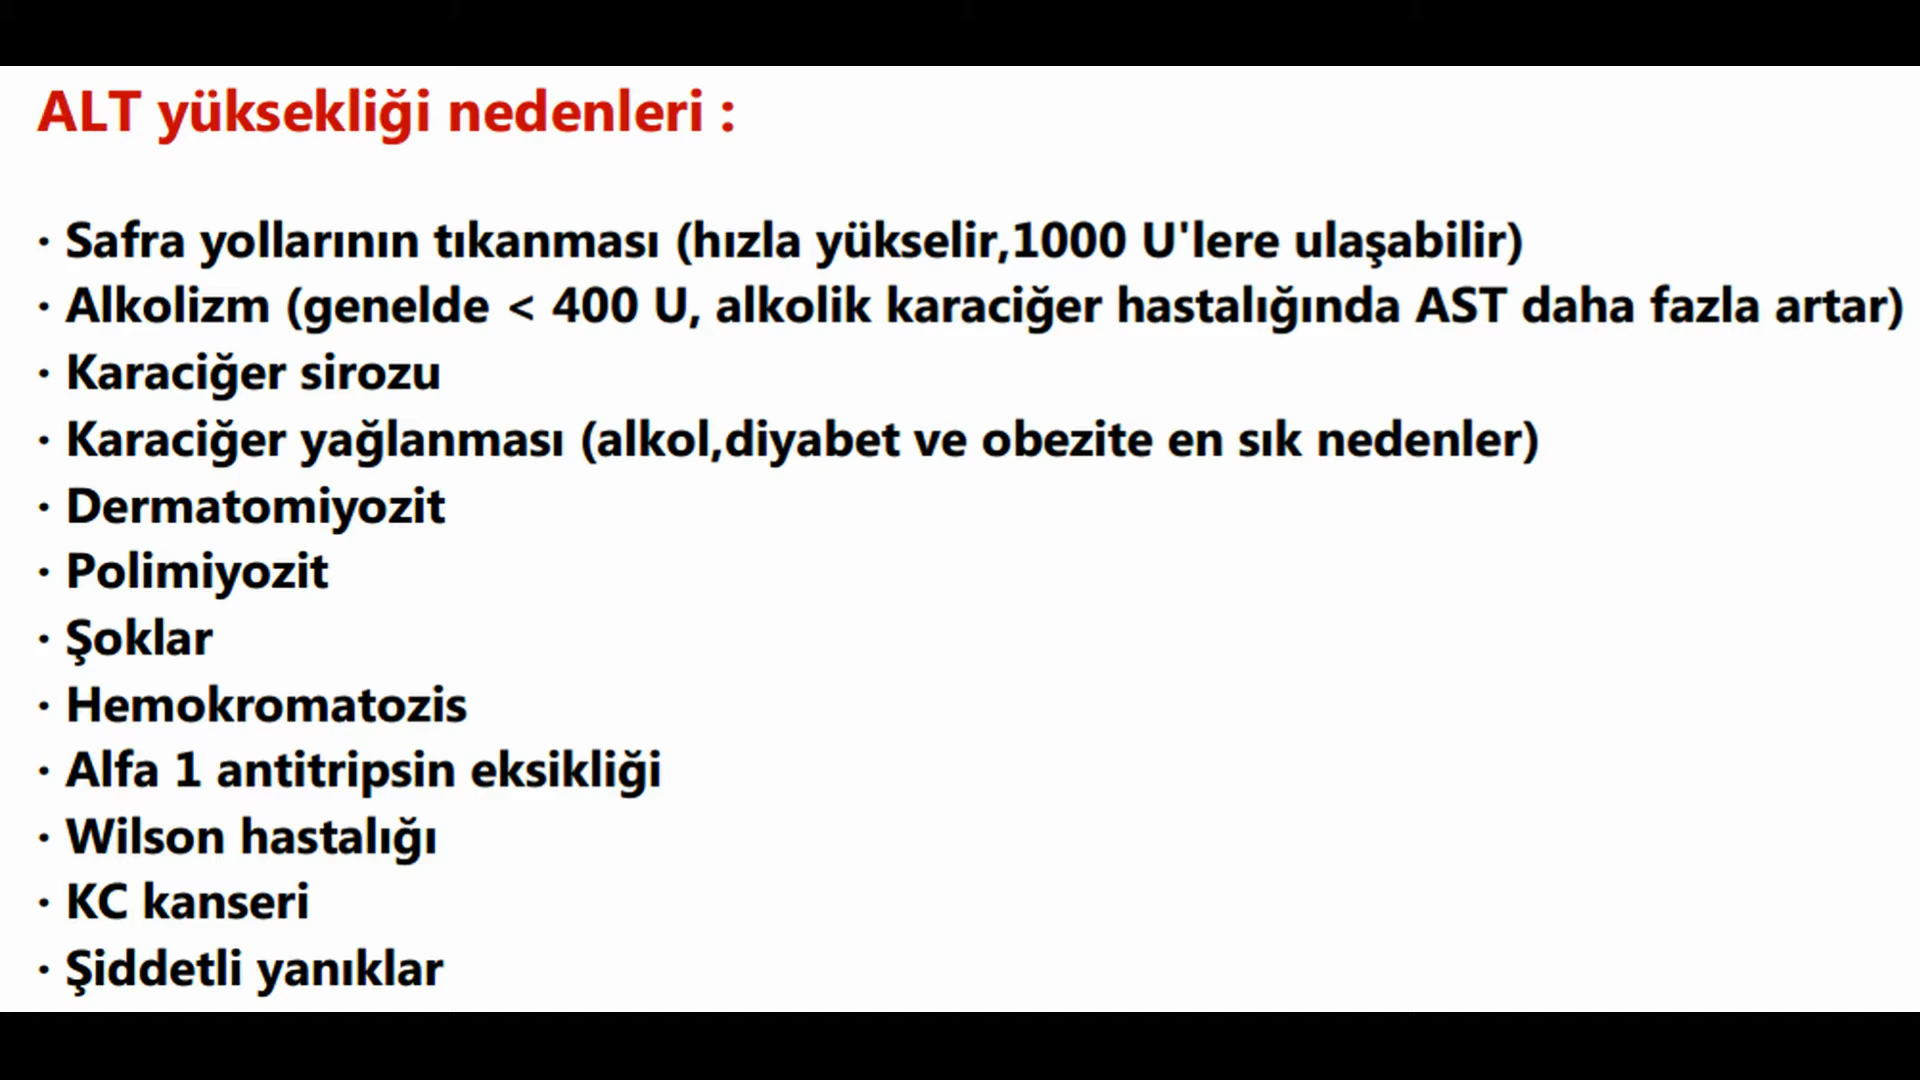 ALT yüksekliği nedenleri :
· Safra yollarının tıkanması (hızla yükselir,1000 U'lere ulaşabilir)
· Alkolizm (genelde < 400 U, alkolik karaciğer hastalığında AST daha fazla artar)
· Karaciğer sirozu
· Karaciğer yağlanması (alkol,diyabet ve obezite en sık nedenler)
· Dermatomiyozit
· Polimiyozit
· Şoklar
· Hemokromatozis
· Alfa 1 antitripsin eksikliği
· Wilson hastalığı
· KC kanseri
· Şiddetli yanıklar